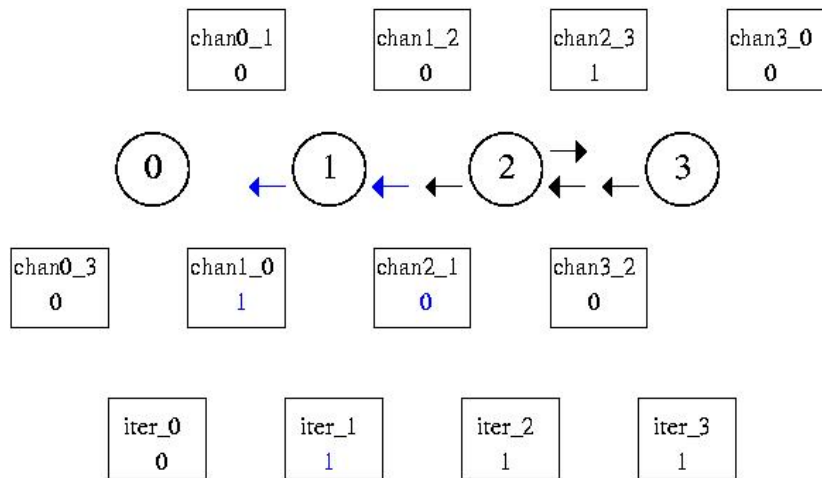 chan0_1
0
chan1_2
0
chan2_3
1
chan3_0
0
0
1
2
3
chan0_3
0
chan1_0
1
chan2_1
0
chan3_2
0
iter_0
0
iter_1
1
iter_2
1
iter_3
1